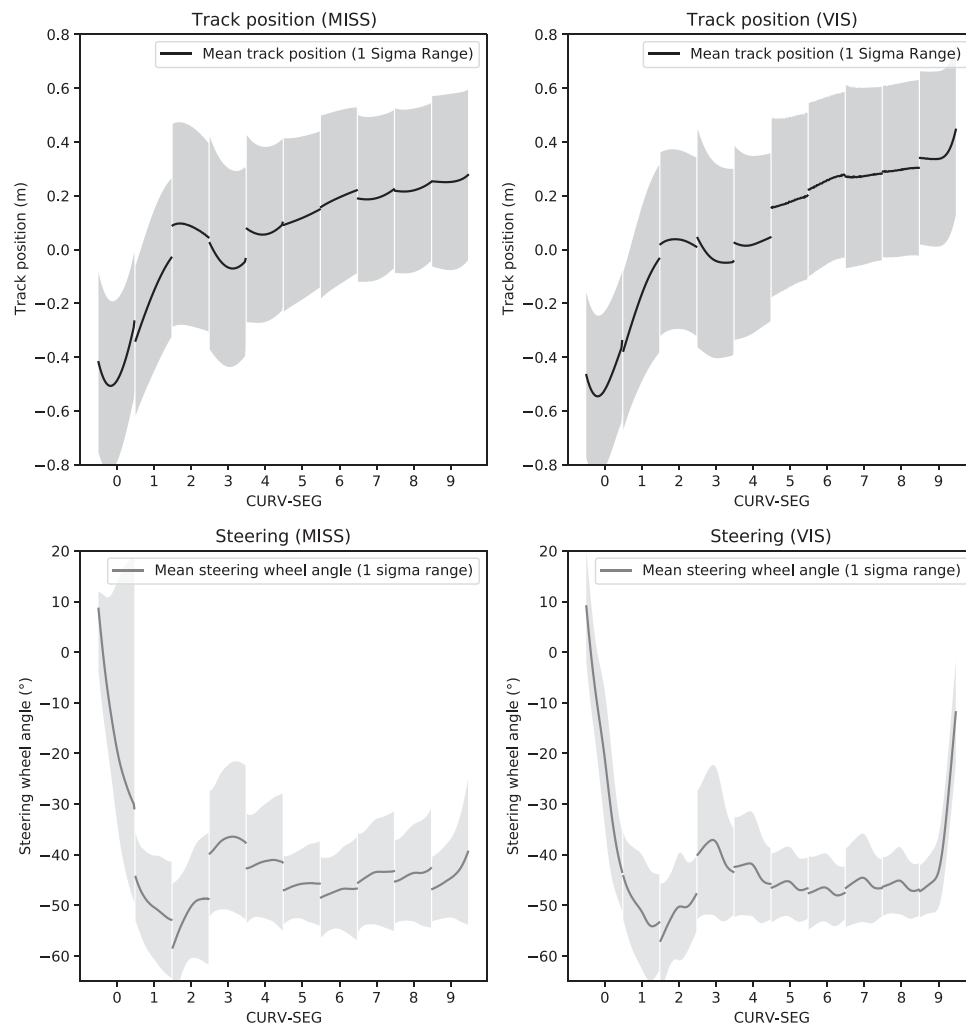 Track position (MISS)
Mean track position (1 Sigma Range)
Track position (m)
0.8
0.6
0.4
0.2
0.0
−0.2
−0.4
−0.6
−0.8
0 1 2 3 4 5 6 7 8 9
CURV-SEG
Track position (VIS)
Mean track position (1 Sigma Range)
Track position (m)
0.8
0.6
0.4
0.2
0.0
−0.2
−0.4
−0.6
−0.8
0 1 2 3 4 5 6 7 8 9
CURV-SEG
Steering (MISS)
Mean steering wheel angle (1 sigma range)
Steering wheel angle (°)
20
10
0
−10
−20
−30
−40
−50
−60
0 1 2 3 4 5 6 7 8 9
CURV-SEG
Steering (VIS)
Mean steering wheel angle (1 sigma range)
Steering wheel angle (°)
20
10
0
−10
−20
−30
−40
−50
−60
0 1 2 3 4 5 6 7 8 9
CURV-SEG